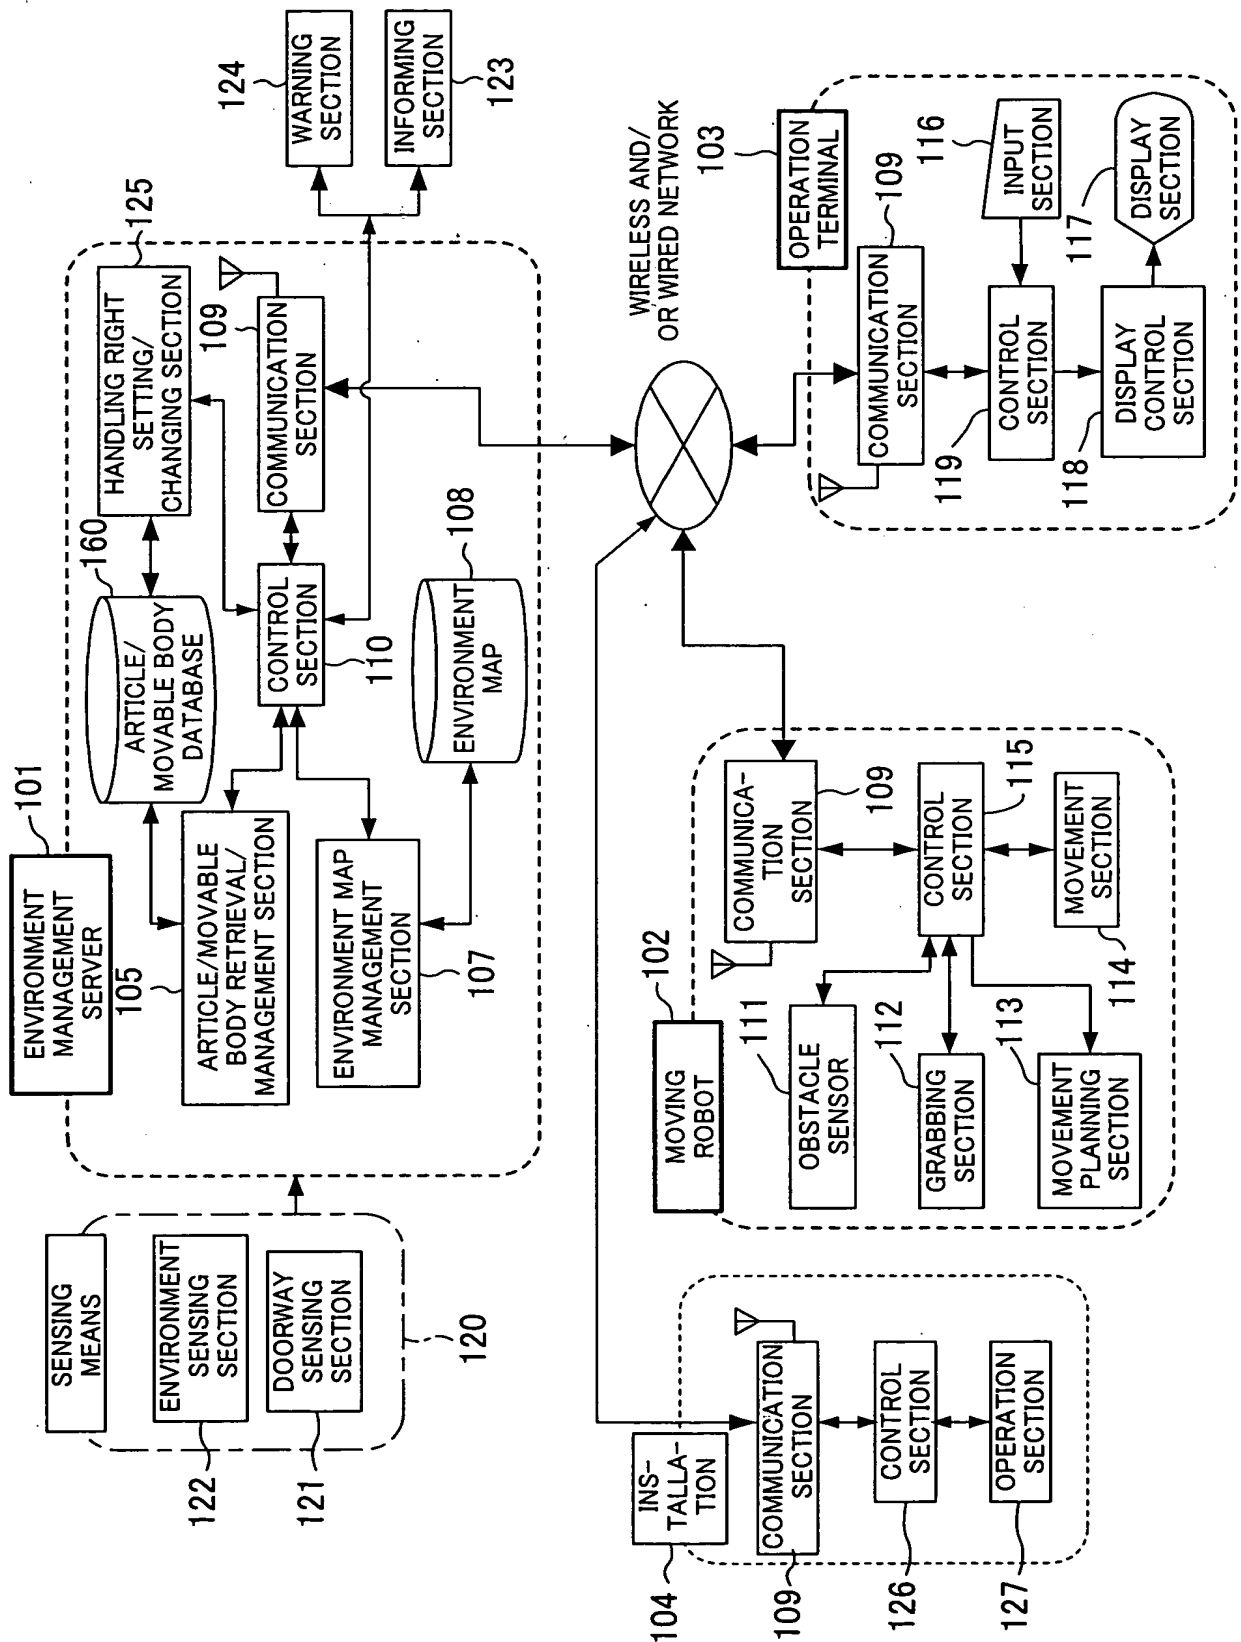 SENSING
MEANS
ENVIRONMENT
SENSING
SECTION
122
DOORWAY
SENSING
SECTION
121
120
ENVIRONMENT
MANAGEMENT
SERVER
101
105
ARTICLE/MOVABLE
BODY RETRIEVAL/
MANAGEMENT SECTION
ENVIRONMENT MAP
MANAGEMENT
SECTION
107
160
ARTICLE/
MOVABLE BODY
DATABASE
CONTROL
SECTION
110
ENVIRONMENT
MAP
108
HANDLING RIGHT
SETTING/
CHANGING SECTION
125
109
COMMUNICATION
SECTION
124
WARNING
SECTION
INFORMING
SECTION
123
WIRELESS AND/
OR WIRED NETWORK
INS-
TALLA-
TION
104
COMMUNICATION
SECTION
109
CONTROL
SECTION
126
OPERATION
SECTION
127
MOVING
ROBOT
102
111
OBSTACLE
SENSOR
112
GRABBING
SECTION
113
MOVEMENT
PLANNING
SECTION
COMMUNICA-
TION
SECTION
109
CONTROL
SECTION
115
MOVEMENT
SECTION
114
103
OPERATION
TERMINAL
COMMUNICATION
SECTION
109
CONTROL
SECTION
119
INPUT
SECTION
116
DISPLAY
CONTROL
SECTION
118
DISPLAY
SECTION
117